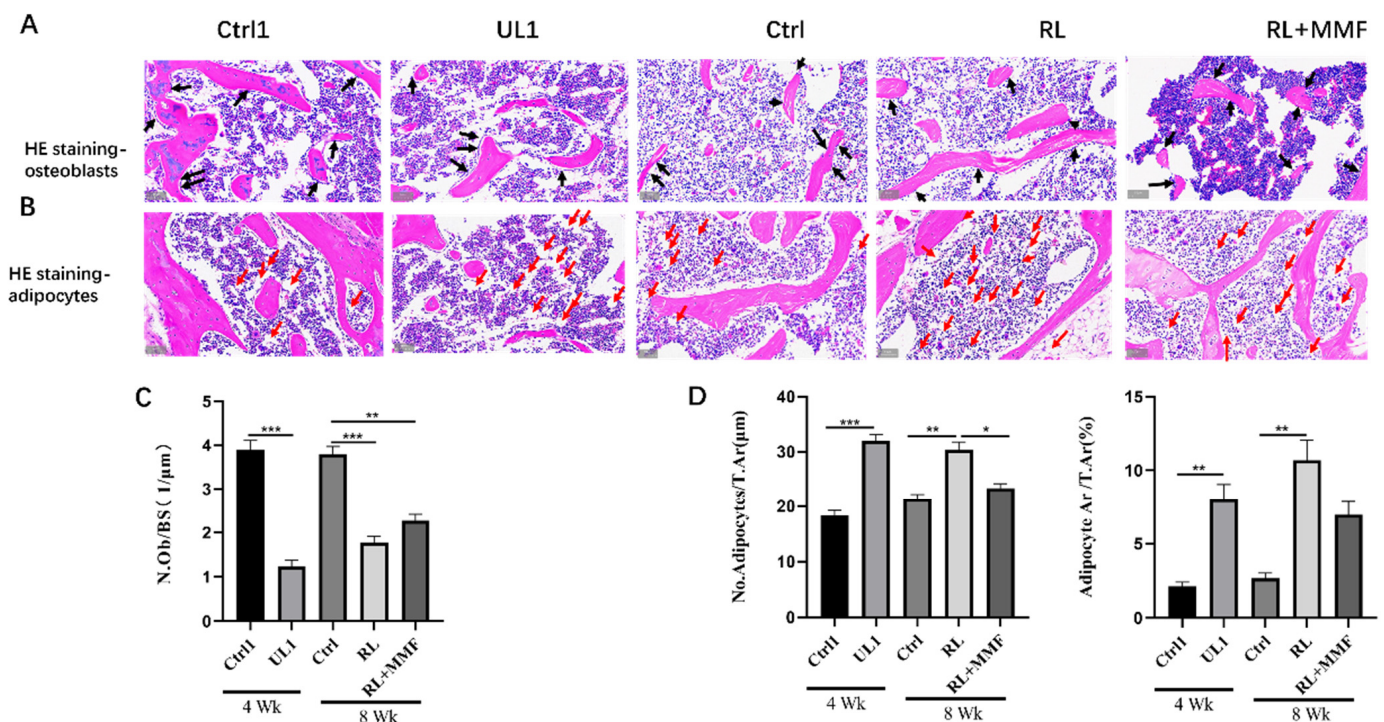 A
Ctrl1 UL1 Ctrl RL RL+MMF
HE staining-
osteoblasts
B
HE staining-
adipocytes
C
N.Ob/BS ( 1/μm)
5
4
3
2
1
0
***
**
***
Ctrl1 UL1 Ctrl RL RL+MMF
4 Wk 8 Wk
D
No.Adipocytes/T.Ar(μm)
40
30
20
10
0
***
**
*
Ctrl1 UL1 Ctrl RL RL+MMF
4 Wk 8 Wk
Adipocyte Ar /T.Ar(%)
15
10
5
0
**
**
Ctrl1 UL1 Ctrl RL RL+MMF
4 Wk 8 Wk